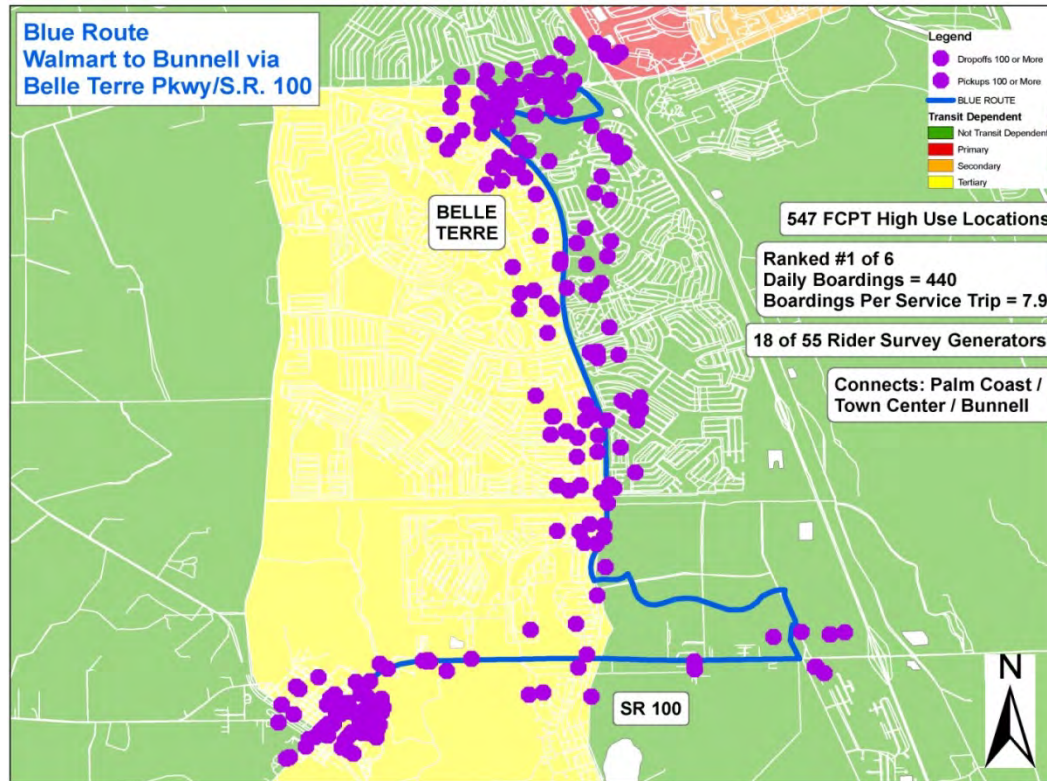 Blue Route
Walmart to Bunnell via
Belle Terre Pkwy/S.R. 100
Legend
Dropoffs 100 or More
Pickups 100 or More
BLUE ROUTE
Transit Dependent
Not Transit Dependent
Primary
Secondary
Tertiary
BELLE
TERRE
547 FCPT High Use Locations
Ranked #1 of 6
Daily Boardings = 440
Boardings Per Service Trip = 7.9
18 of 55 Rider Survey Generators
Connects: Palm Coast /
Town Center / Bunnell
SR 100
N